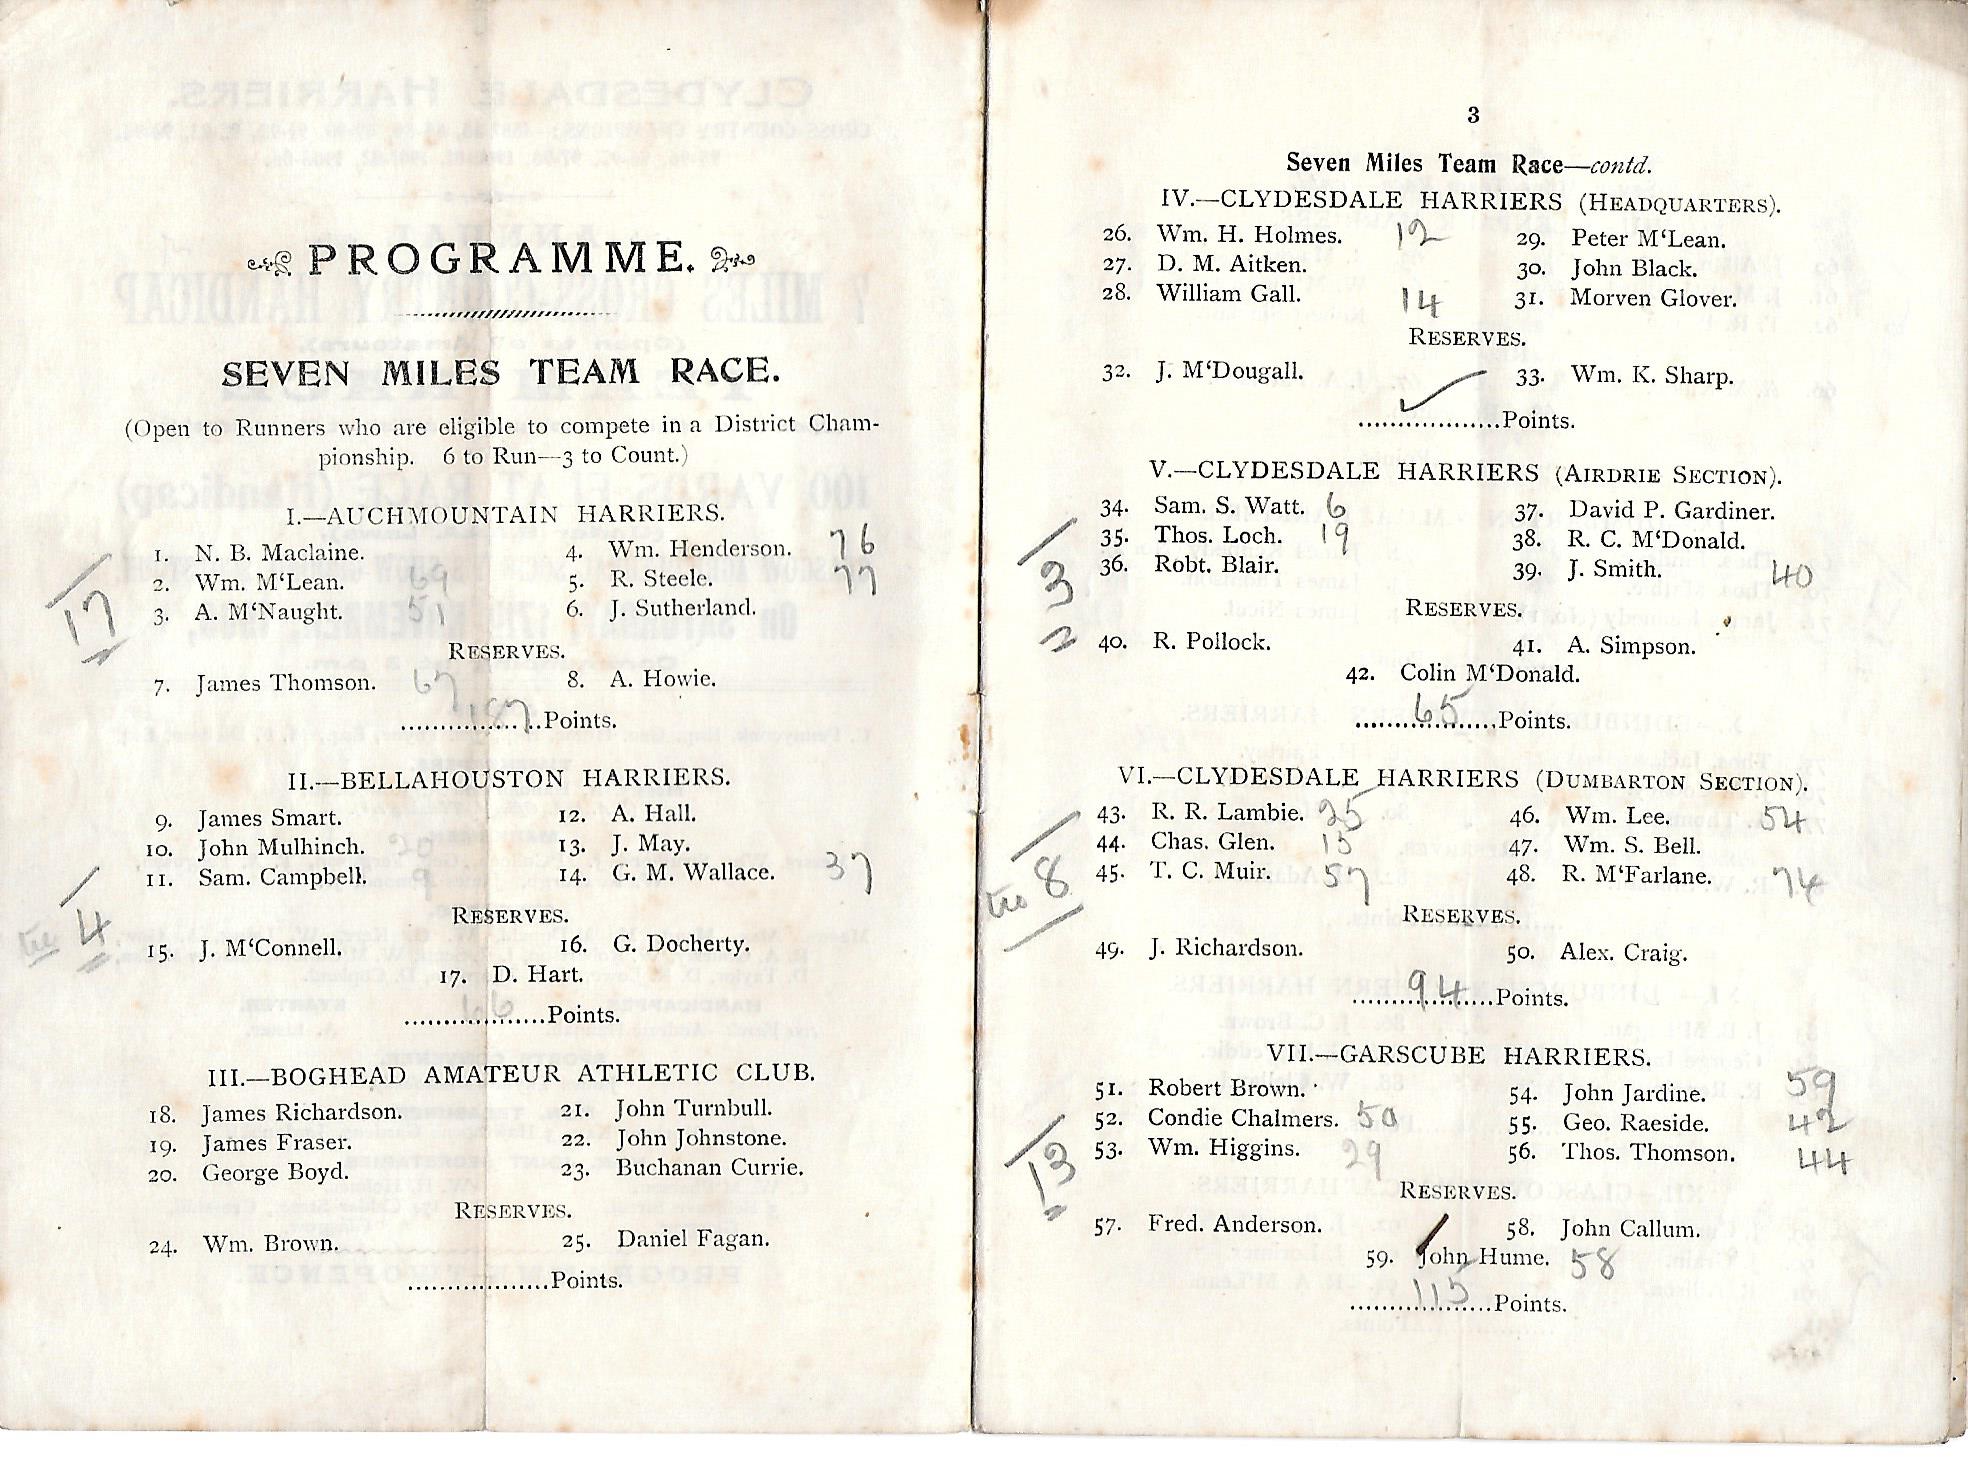 PROGRAMME.
SEVEN MILES TEAM RACE.
(Open to Runners who are eligible to compete in a District Cham-
pionship. 6 to Run—3 to Count.)
I.—AUCHMOUNTAIN HARRIERS.
1. N. B. Maclaine. 4. Wm. Henderson. 76
2. Wm. M‘Lean. 69 5. R. Steele. 77
3. A. M‘Naught. 51 6. J. Sutherland.
17
RESERVES.
7. James Thomson. 67 8. A. Howie.
187 Points.
II.—BELLAHOUSTON HARRIERS.
9. James Smart. 12. A. Hall.
10. John Mulhinch. 20 13. J. May.
11. Sam. Campbell. 9 14. G. M. Wallace. 37
4
RESERVES.
15. J. M‘Connell. 16. G. Docherty.
17. D. Hart.
66 Points.
III.—BOGHEAD AMATEUR ATHLETIC CLUB.
18. James Richardson. 21. John Turnbull.
19. James Fraser. 22. John Johnstone.
20. George Boyd. 23. Buchanan Currie.
RESERVES.
24. Wm. Brown. 25. Daniel Fagan.
..................Points.
3
Seven Miles Team Race—contd.
IV.—CLYDESDALE HARRIERS (HEADQUARTERS).
26. Wm. H. Holmes. 12 29. Peter M‘Lean.
27. D. M. Aitken. 30. John Black.
28. William Gall. 14 31. Morven Glover.
RESERVES.
32. J. M‘Dougall. 33. Wm. K. Sharp.
..................Points.
V.—CLYDESDALE HARRIERS (AIRDRIE SECTION).
34. Sam. S. Watt. 6 37. David P. Gardiner.
35. Thos. Loch. 19 38. R. C. M‘Donald.
36. Robt. Blair. 39. J. Smith. 40
3
RESERVES.
40. R. Pollock. 41. A. Simpson.
42. Colin M‘Donald.
65 Points.
VI.—CLYDESDALE HARRIERS (DUMBARTON SECTION).
43. R. R. Lambie. 25 46. Wm. Lee. 54
44. Chas. Glen. 15 47. Wm. S. Bell.
45. T. C. Muir. 57 48. R. M‘Farlane. 74
8
RESERVES.
49. J. Richardson. 50. Alex. Craig.
94 Points.
VII.—GARSCUBE HARRIERS.
51. Robert Brown. 54. John Jardine. 59
52. Condie Chalmers. 50 55. Geo. Raeside. 42
53. Wm. Higgins. 29 56. Thos. Thomson. 44
13
RESERVES.
57. Fred. Anderson. 58. John Callum.
59. John Hume. 58
115 Points.